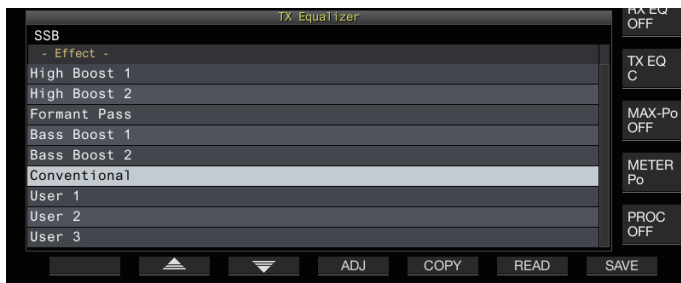 TX Equalizer
SSB
- Effect -
High Boost 1
High Boost 2
Formant Pass
Bass Boost 1
Bass Boost 2
Conventional
User 1
User 2
User 3
RX EQ
OFF
TX EQ
C
MAX-Po
OFF
METER
Po
PROC
OFF
ADJ COPY READ SAVE